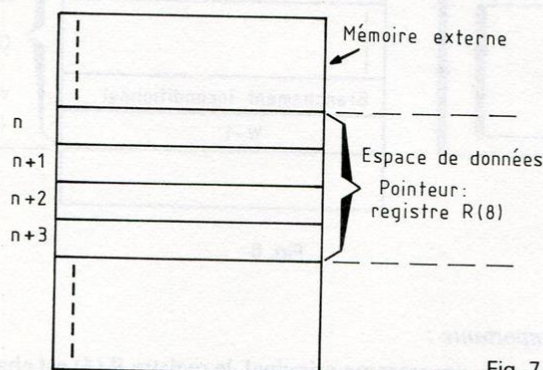 Mémoire externe
n
n+1
n+2
n+3
Espace de données
Pointeur:
registre R(8)
Fig. 7